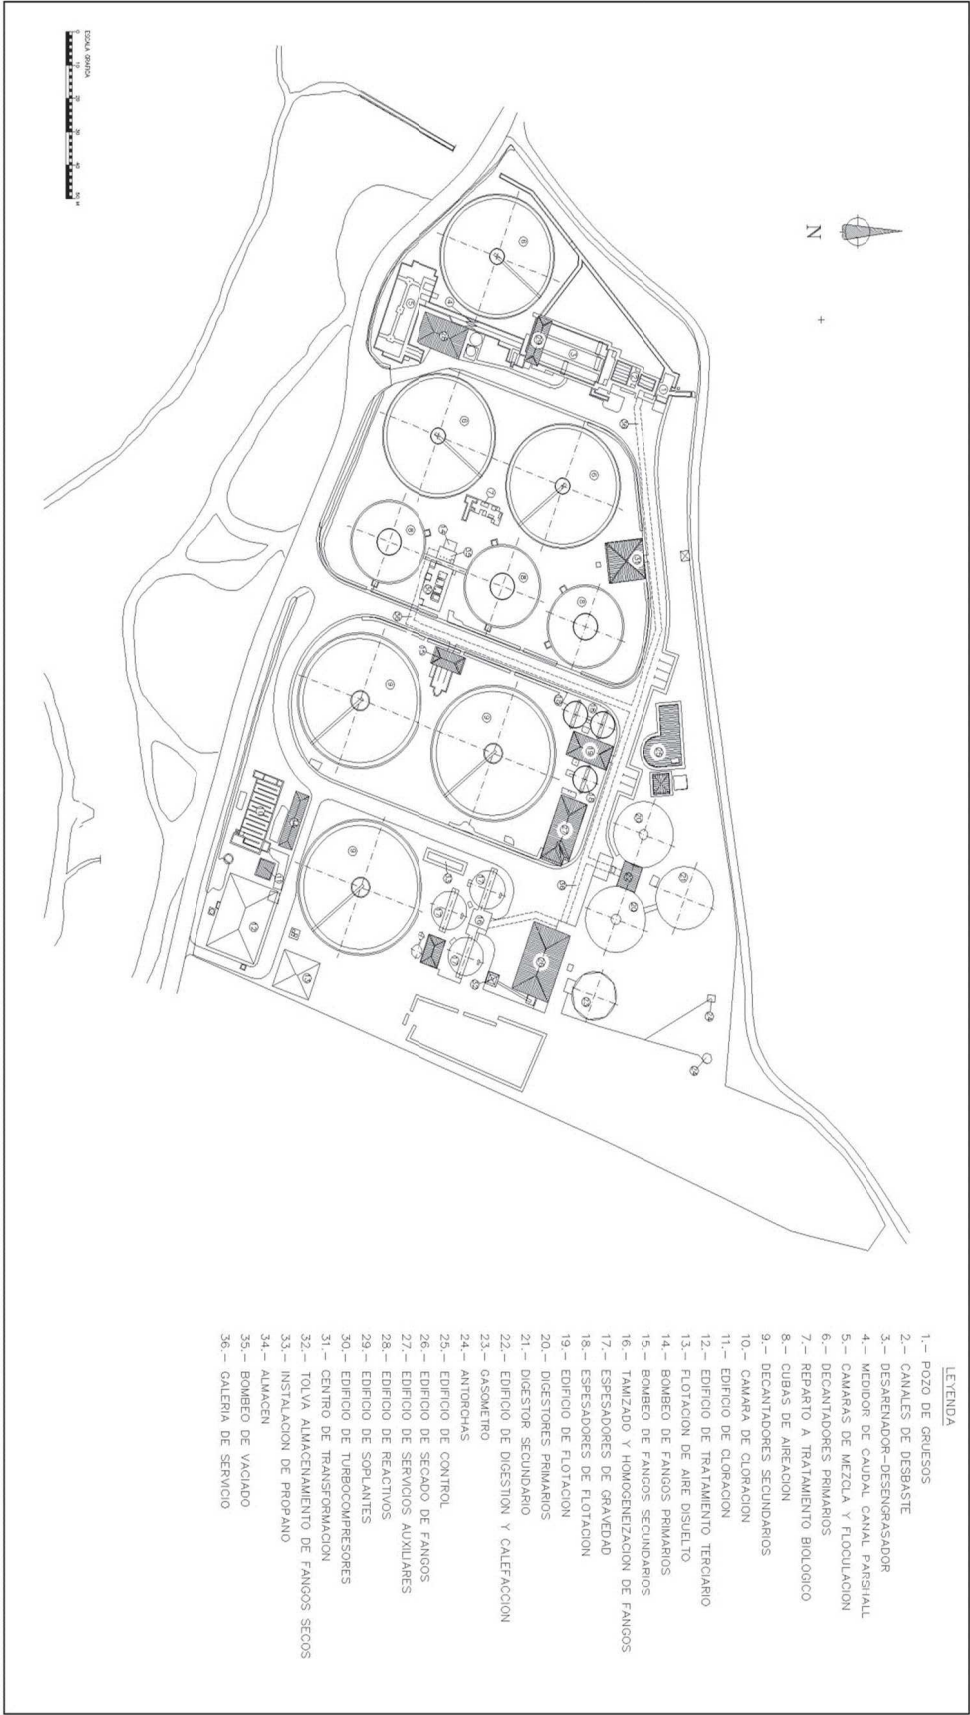 ESCALA GRAFICA
0 10 20 30 40 50 M
N
LEYENDA
1.- POZO DE GRUESOS
2.- CANALES DE DESBASTE
3.- DESARENADOR-DESENGRASADOR
4.- MEDIDOR DE CAUDAL CANAL PARSHALL
5.- CAMARAS DE MEZCLA Y FLOCULACION
6.- DECANTADORES PRIMARIOS
7.- REPARTO A TRATAMIENTO BIOLOGICO
8.- CUBAS DE AIREACION
9.- DECANTADORES SECUNDARIOS
10.- CAMARA DE CLORACION
11.- EDIFICIO DE CLORACION
12.- EDIFICIO DE TRATAMIENTO TERCIARIO
13.- FLOTACION DE AIRE DISUELTO
14.- BOMBEO DE FANGOS PRIMARIOS
15.- BOMBEO DE FANGOS SECUNDARIOS
16.- TAMIZADO Y HOMOGENEIZACION DE FANGOS
17.- ESPESADORES DE GRAVEDAD
18.- ESPESADORES DE FLOTACION
19.- EDIFICIO DE FLOTACION
20.- DIGESTORES PRIMARIOS
21.- DIGESTOR SECUNDARIO
22.- EDIFICIO DE DIGESTION Y CALEFACCION
23.- GASOMETRO
24.- ANTORCHAS
25.- EDIFICIO DE CONTROL
26.- EDIFICIO DE SECADO DE FANGOS
27.- EDIFICIO DE SERVICIOS AUXILIARES
28.- EDIFICIO DE REACTIVOS
29.- EDIFICIO DE SOPLANTES
30.- EDIFICIO DE TURBOCOMPRESORES
31.- CENTRO DE TRANSFORMACION
32.- TOLVA ALMACENAMIENTO DE FANGOS SECOS
33.- INSTALACION DE PROPANO
34.- ALMACEN
35.- BOMBEO DE VACIADO
36.- GALERIA DE SERVICIO